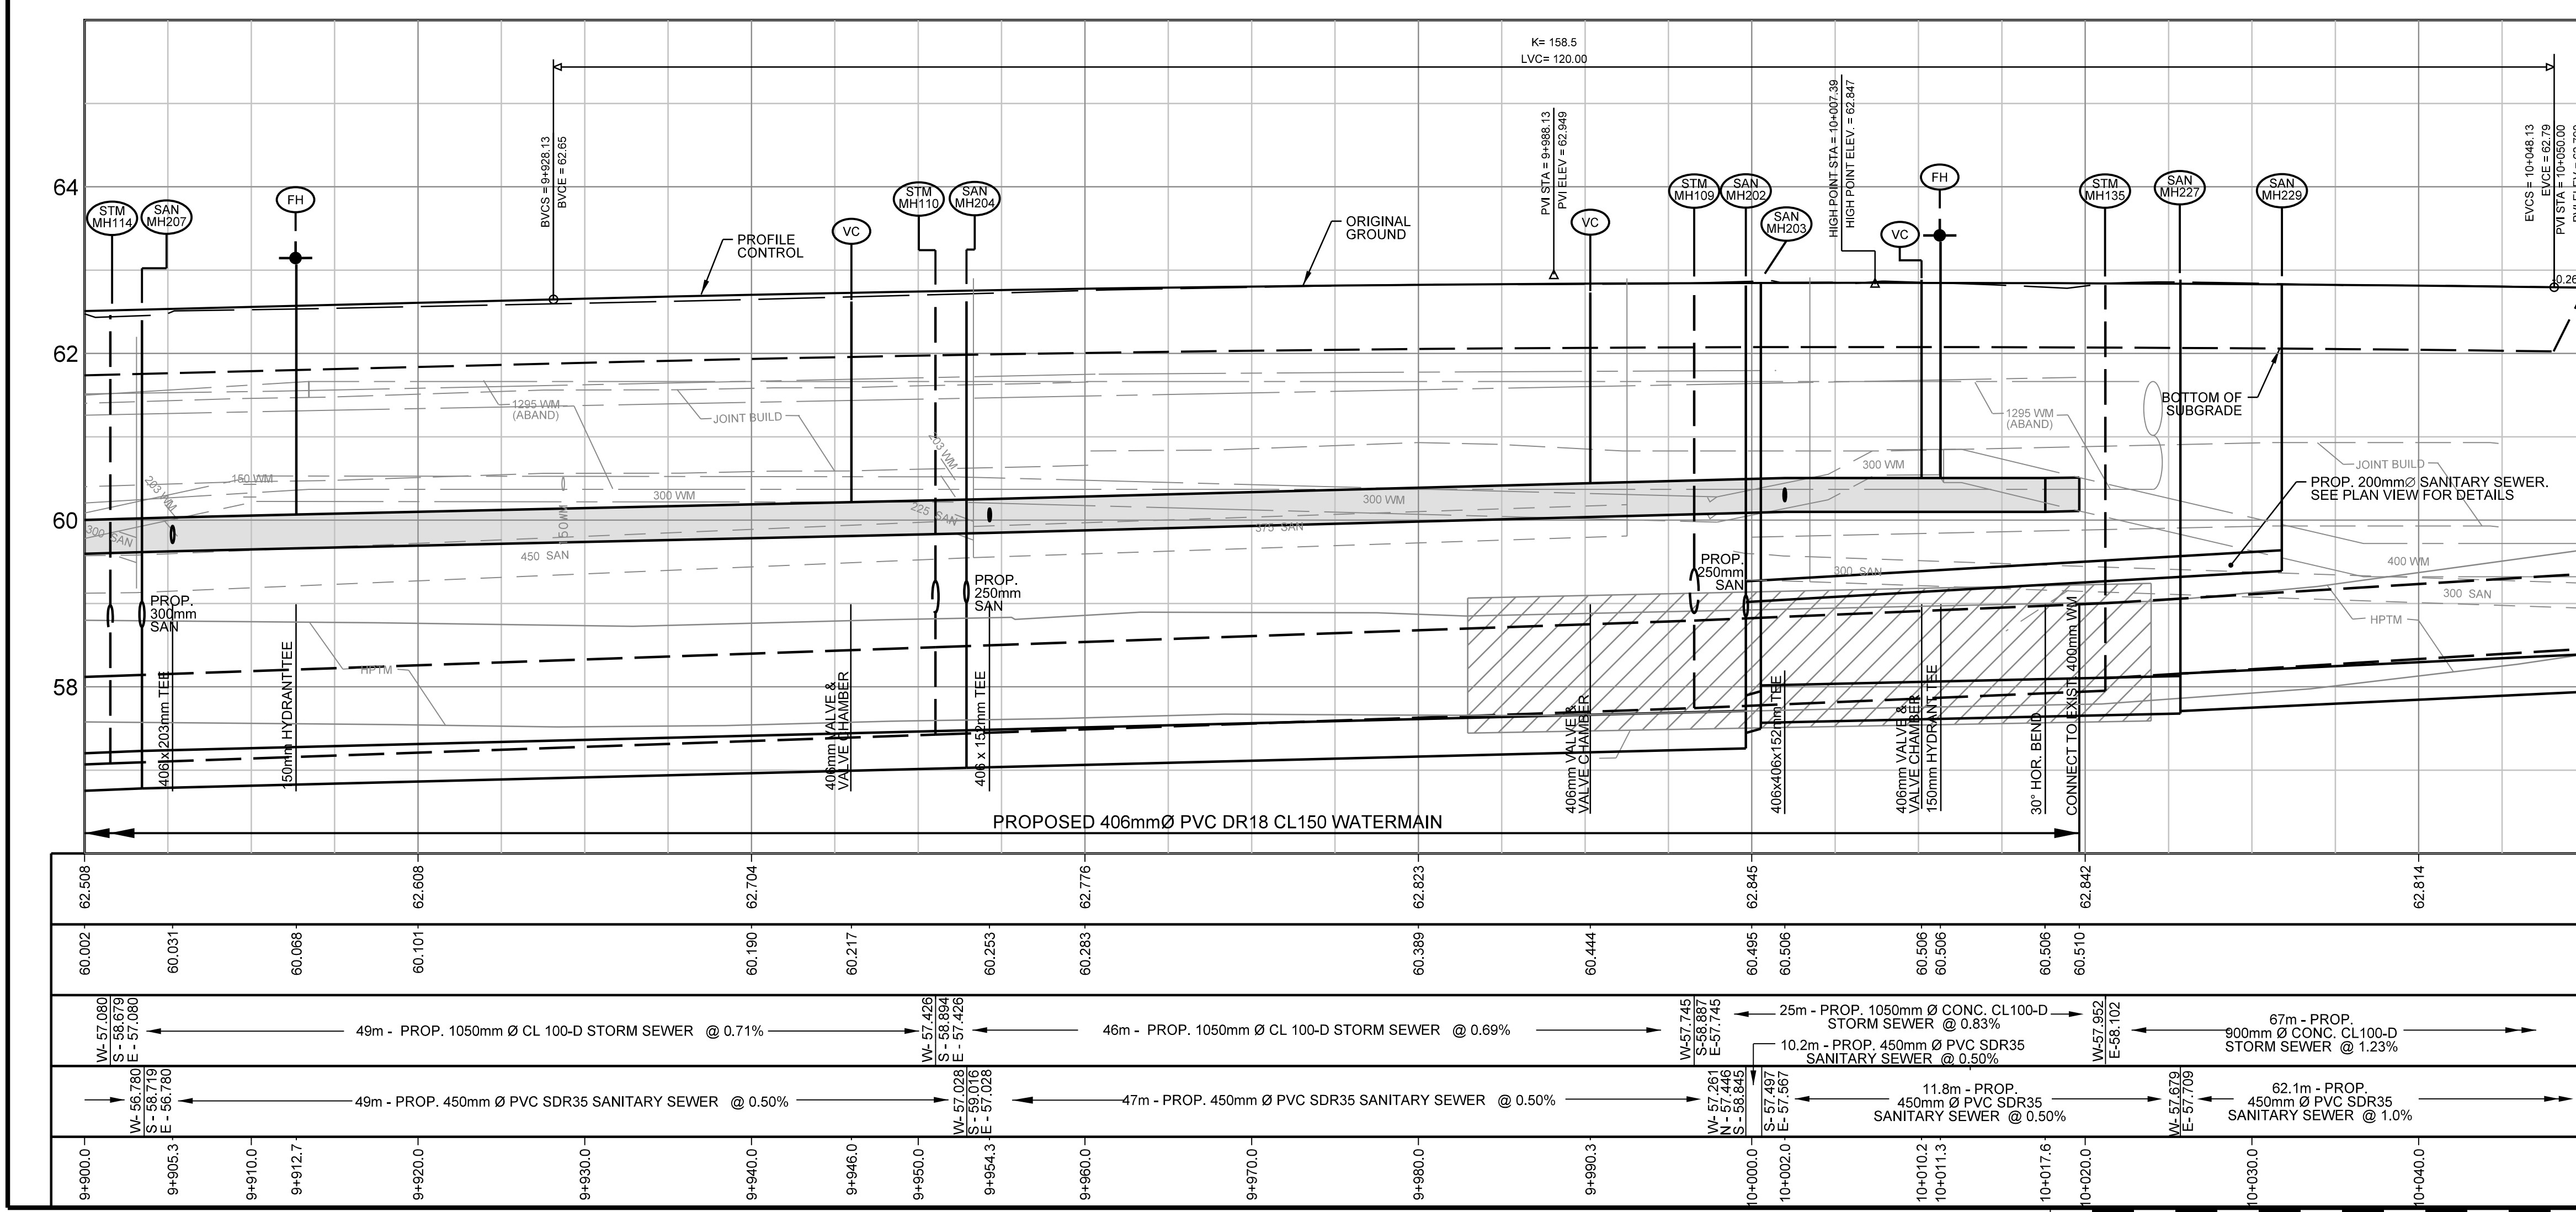 K= 158.5
LVC= 120.00
BVCS = 9+928.13
BVCE = 62.65
PVI STA = 9+988.13
PVI ELEV = 62.949
HIGH POINT STA = 10+007.39
HIGH POINT ELEV. = 62.847
EVCS = 10+048.13
EVCE = 62.79
PVI STA = 10+050.00
64
62
60
58
STM
MH114
SAN
MH207
FH
VC
STM
MH110
SAN
MH204
VC
STM
MH109
SAN
MH202
SAN
MH203
VC
FH
STM
MH135
SAN
MH227
SAN
MH229
PROFILE
CONTROL
ORIGINAL
GROUND
BOTTOM OF
SUBGRADE
1295 WM
(ABAND)
JOINT BUILD
1295 WM
(ABAND)
JOINT BUILD
203 WM
150 WM
300 SAN
150 WM
300 WM
450 SAN
203 WM
225 SAN
300 WM
375 SAN
300 WM
300 SAN
400 WM
300 SAN
HPTM
HPTM
PROP. 200mmØ SANITARY SEWER.
SEE PLAN VIEW FOR DETAILS
PROP.
300mm
SAN
PROP.
250mm
SAN
PROP.
250mm
SAN
406x203mm TEE
150mm HYDRANT TEE
406mm VALVE &
VALVE CHAMBER
406 x 152mm TEE
406mm VALVE &
VALVE CHAMBER
406x406x152mm TEE
406mm VALVE &
VALVE CHAMBER
150mm HYDRANT TEE
30° HOR. BEND
CONNECT TO EXIST. 400mm WM
PROPOSED 406mmØ PVC DR18 CL150 WATERMAIN
62.508
62.608
62.704
62.776
62.823
62.845
62.842
62.814
60.002
60.031
60.068
60.101
60.190
60.217
60.253
60.283
60.389
60.444
60.495
60.506
60.506
60.506
60.506
60.510
W- 57.080
S - 58.679
E - 57.080
49m - PROP. 1050mm Ø CL 100-D STORM SEWER @ 0.71%
W- 57.426
S - 58.894
E - 57.426
46m - PROP. 1050mm Ø CL 100-D STORM SEWER @ 0.69%
W-57.745
S-58.887
E-57.745
25m - PROP. 1050mm Ø CONC. CL100-D
STORM SEWER @ 0.83%
10.2m - PROP. 450mm Ø PVC SDR35
SANITARY SEWER @ 0.50%
W-57.952
E-58.102
67m - PROP.
900mm Ø CONC. CL100-D
STORM SEWER @ 1.23%
W- 56.780
S - 58.719
E - 56.780
49m - PROP. 450mm Ø PVC SDR35 SANITARY SEWER @ 0.50%
W- 57.028
S - 59.016
E - 57.028
47m - PROP. 450mm Ø PVC SDR35 SANITARY SEWER @ 0.50%
W- 57.261
N - 57.446
S - 58.845
S- 57.497
E- 57.567
11.8m - PROP.
450mm Ø PVC SDR35
SANITARY SEWER @ 0.50%
W- 57.679
E- 57.709
62.1m - PROP.
450mm Ø PVC SDR35
SANITARY SEWER @ 1.0%
9+900.0
9+905.3
9+910.0
9+912.7
9+920.0
9+930.0
9+940.0
9+946.0
9+950.0
9+954.3
9+960.0
9+970.0
9+980.0
9+990.3
10+000.0
10+002.0
10+010.2
10+011.3
10+017.6
10+020.0
10+030.0
10+040.0